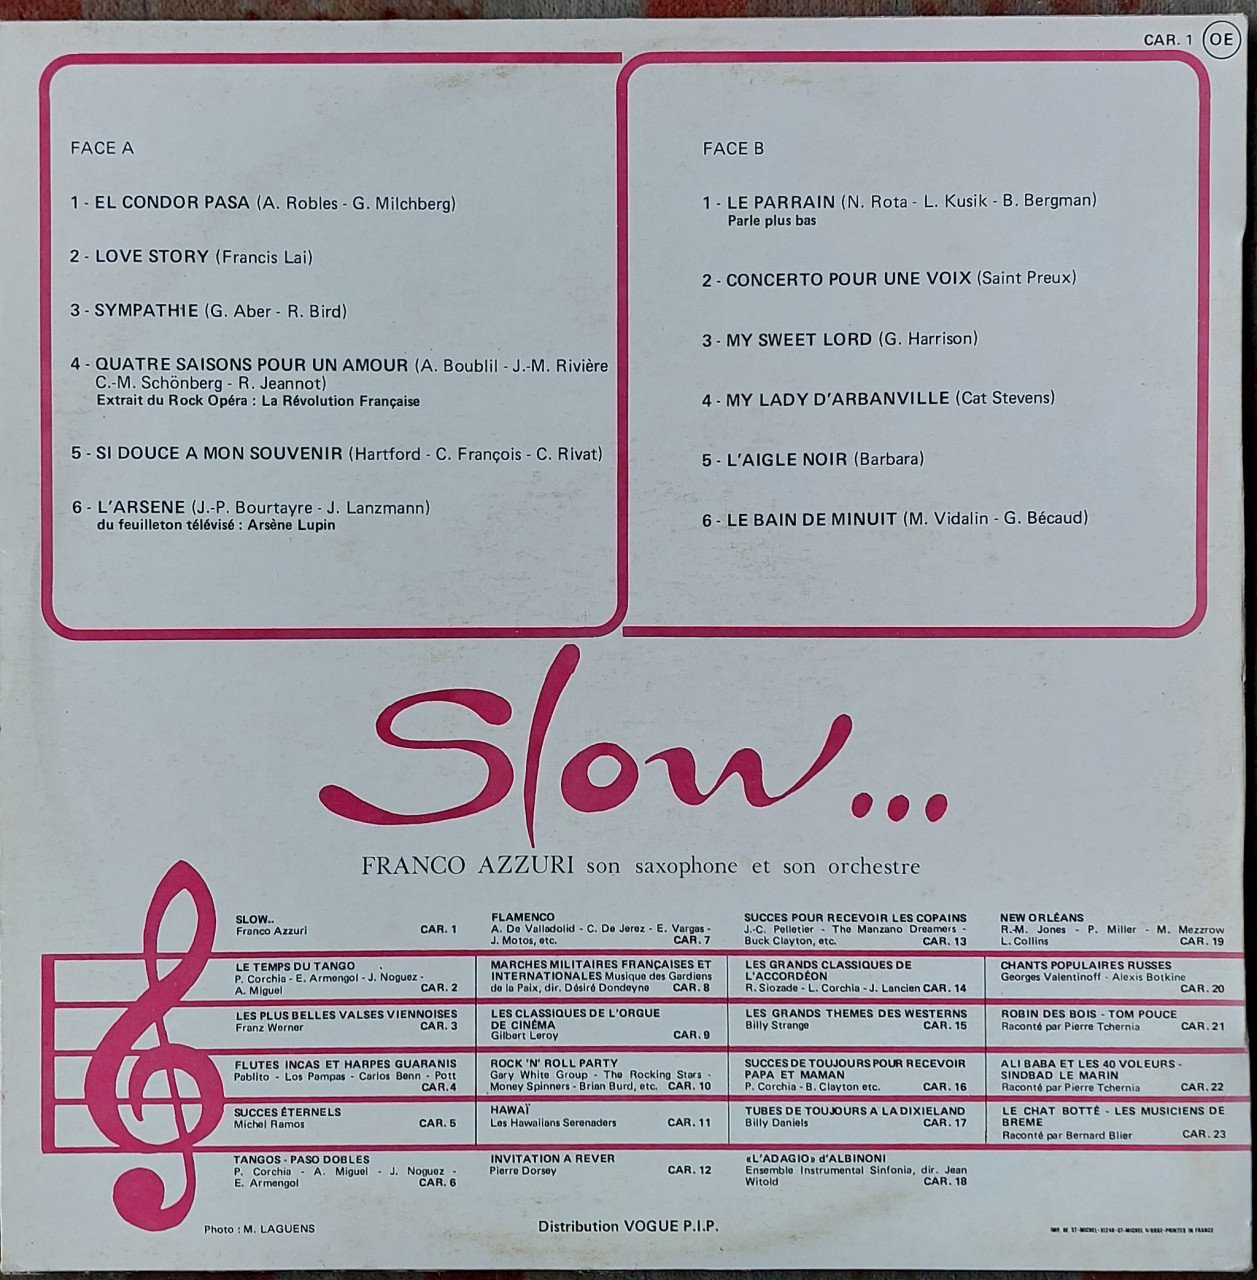 CAR. 1 OE
FACE A
1 - EL CONDOR PASA (A. Robles - G. Milchberg)
2 - LOVE STORY (Francis Lai)
3 - SYMPATHIE (G. Aber - R. Bird)
4 - QUATRE SAISONS POUR UN AMOUR (A. Boublil - J.-M. Rivière
C.-M. Schönberg - R. Jeannot)
Extrait du Rock Opéra : La Révolution Française
5 - SI DOUCE A MON SOUVENIR (Hartford - C. François - C. Rivat)
6 - L'ARSENE (J.-P. Bourtayre - J. Lanzmann)
du feuilleton télévisé : Arsène Lupin
FACE B
1 - LE PARRAIN (N. Rota - L. Kusik - B. Bergman)
Parle plus bas
2 - CONCERTO POUR UNE VOIX (Saint Preux)
3 - MY SWEET LORD (G. Harrison)
4 - MY LADY D'ARBANVILLE (Cat Stevens)
5 - L'AIGLE NOIR (Barbara)
6 - LE BAIN DE MINUIT (M. Vidalin - G. Bécaud)
Slow...
FRANCO AZZURI son saxophone et son orchestre
SLOW..
Franco Azzuri CAR. 1
LE TEMPS DU TANGO
P. Corchia - E. Armengol - J. Noguez -
A. Miguel CAR. 2
LES PLUS BELLES VALSES VIENNOISES
Franz Werner CAR. 3
FLUTES INCAS ET HARPES GUARANIS
Pablito - Los Pampas - Carlos Benn - Pott
CAR. 4
SUCCES ÉTERNELS
Michel Ramos CAR. 5
TANGOS - PASO DOBLES
P. Corchia - A. Miguel - J. Noguez -
E. Armengol CAR. 6
FLAMENCO
A. De Valladolid - C. De Jerez - E. Vargas -
J. Motos, etc. CAR. 7
MARCHES MILITAIRES FRANÇAISES ET
INTERNATIONALES Musique des Gardiens
de la Paix, dir. Désiré Dondeyne CAR. 8
LES CLASSIQUES DE L'ORGUE
DE CINÉMA
Gilbert Leroy CAR. 9
ROCK 'N' ROLL PARTY
Gary White Group - The Rocking Stars -
Money Spinners - Brian Burd, etc. CAR. 10
HAWAÏ
Les Hawaiians Serenaders CAR. 11
INVITATION A REVER
Pierre Dorsey CAR. 12
SUCCES POUR RECEVOIR LES COPAINS
J.-C. Pelletier - The Manzano Dreamers -
Buck Clayton, etc. CAR. 13
LES GRANDS CLASSIQUES DE
L'ACCORDÉON
R. Siozade - L. Corchia - J. Lancien CAR. 14
LES GRANDS THEMES DES WESTERNS
Billy Strange CAR. 15
SUCCES DE TOUJOURS POUR RECEVOIR
PAPA ET MAMAN
P. Corchia - B. Clayton etc. CAR. 16
TUBES DE TOUJOURS A LA DIXIELAND
Billy Daniels CAR. 17
«L'ADAGIO» d'ALBINONI
Ensemble Instrumental Sinfonia, dir. Jean
Witold CAR. 18
NEW ORLÉANS
R.-M. Jones - P. Miller - M. Mezzrow
L. Collins CAR. 19
CHANTS POPULAIRES RUSSES
Georges Valentinoff - Alexis Botkine
CAR. 20
ROBIN DES BOIS - TOM POUCE
Raconté par Pierre Tchernia CAR. 21
ALI BABA ET LES 40 VOLEURS -
SINDBAD LE MARIN
Raconté par Pierre Tchernia CAR. 22
LE CHAT BOTTÉ - LES MUSICIENS DE
BREME
Raconté par Bernard Blier CAR. 23
Photo : M. LAGUENS
Distribution VOGUE P.I.P.
IMP. DE ST-MICHEL-91240-ST-MICHEL S/ORGE-PRINTED IN FRANCE